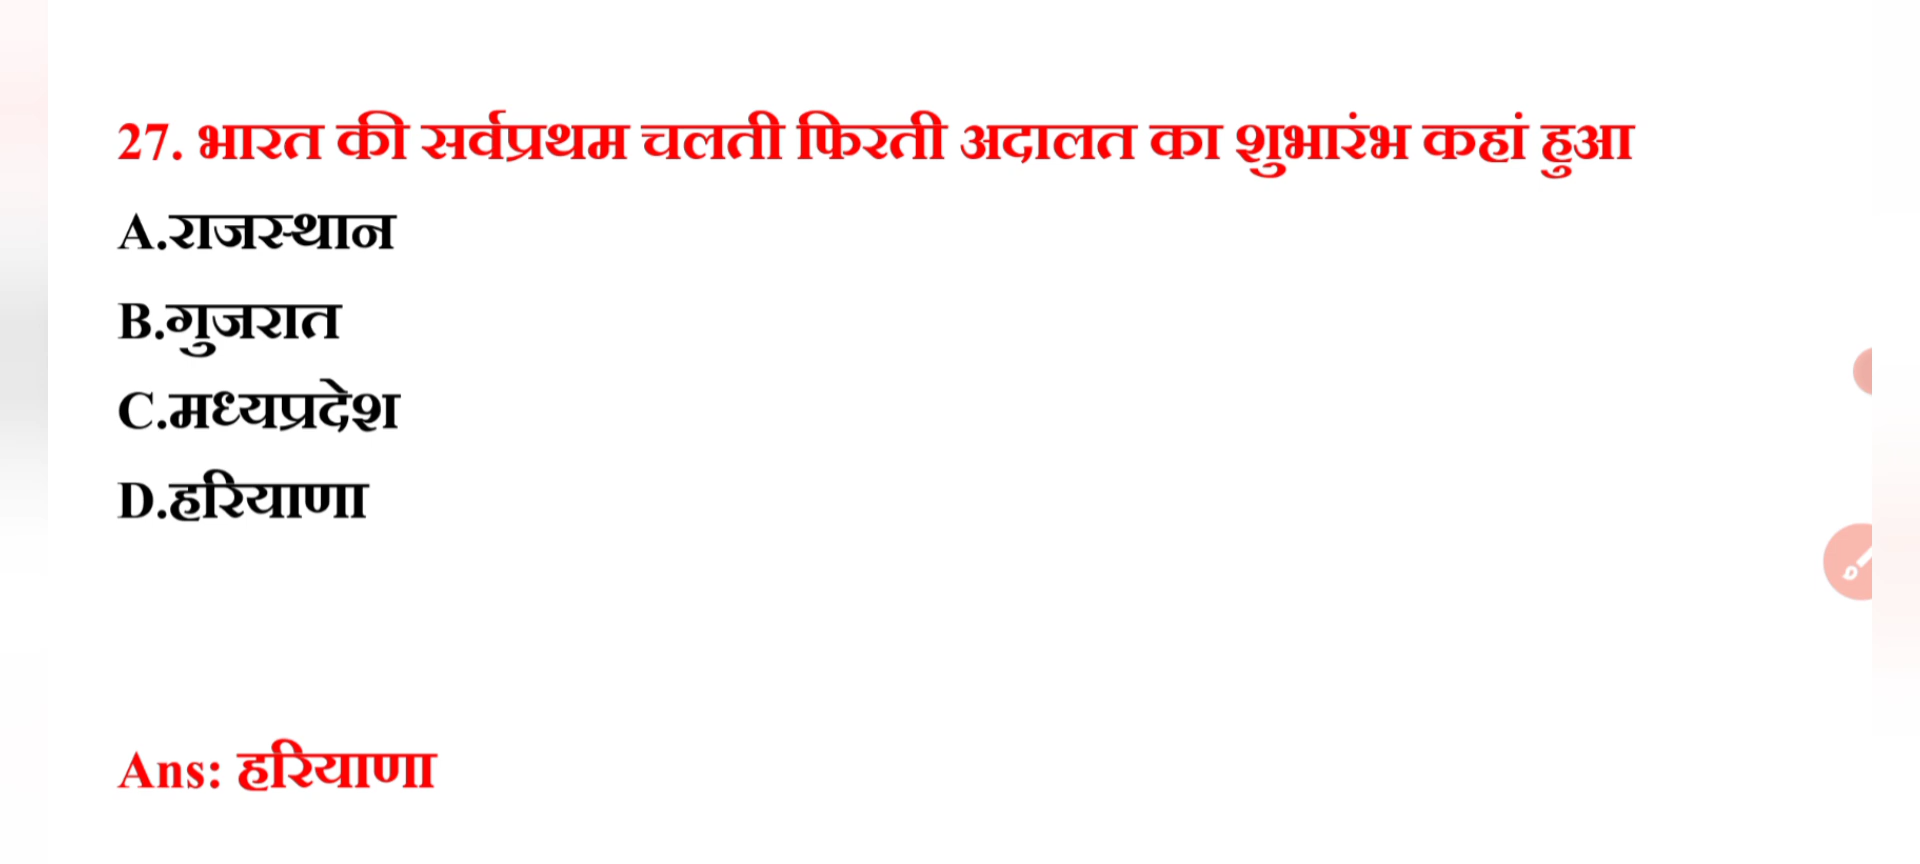 27. भारत की सर्वप्रथम चलती फिरती अदालत का शुभारंभ कहां हुआ
A.राजस्थान
B.गुजरात
C.मध्यप्रदेश
D.हरियाणा
Ans: हरियाणा